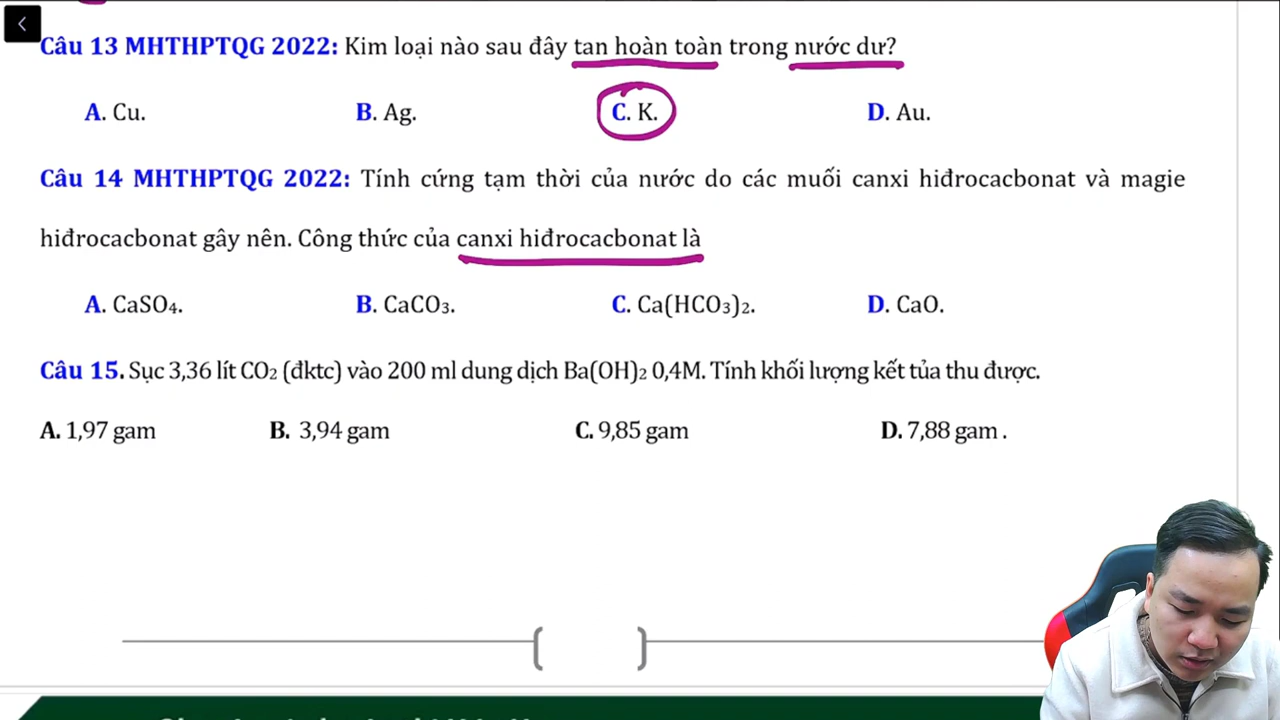 Câu 13 MHTHPTQG 2022: Kim loại nào sau đây tan hoàn toàn trong nước dư?
A. Cu. B. Ag. C. K. D. Au.
Câu 14 MHTHPTQG 2022: Tính cứng tạm thời của nước do các muối canxi hiđrocacbonat và magie
hiđrocacbonat gây nên. Công thức của canxi hiđrocacbonat là
A. CaSO₄. B. CaCO₃. C. Ca(HCO₃)₂. D. CaO.
Câu 15. Sục 3,36 lít CO₂ (đktc) vào 200 ml dung dịch Ba(OH)₂ 0,4M. Tính khối lượng kết tủa thu được.
A. 1,97 gam B. 3,94 gam C. 9,85 gam D. 7,88 gam .